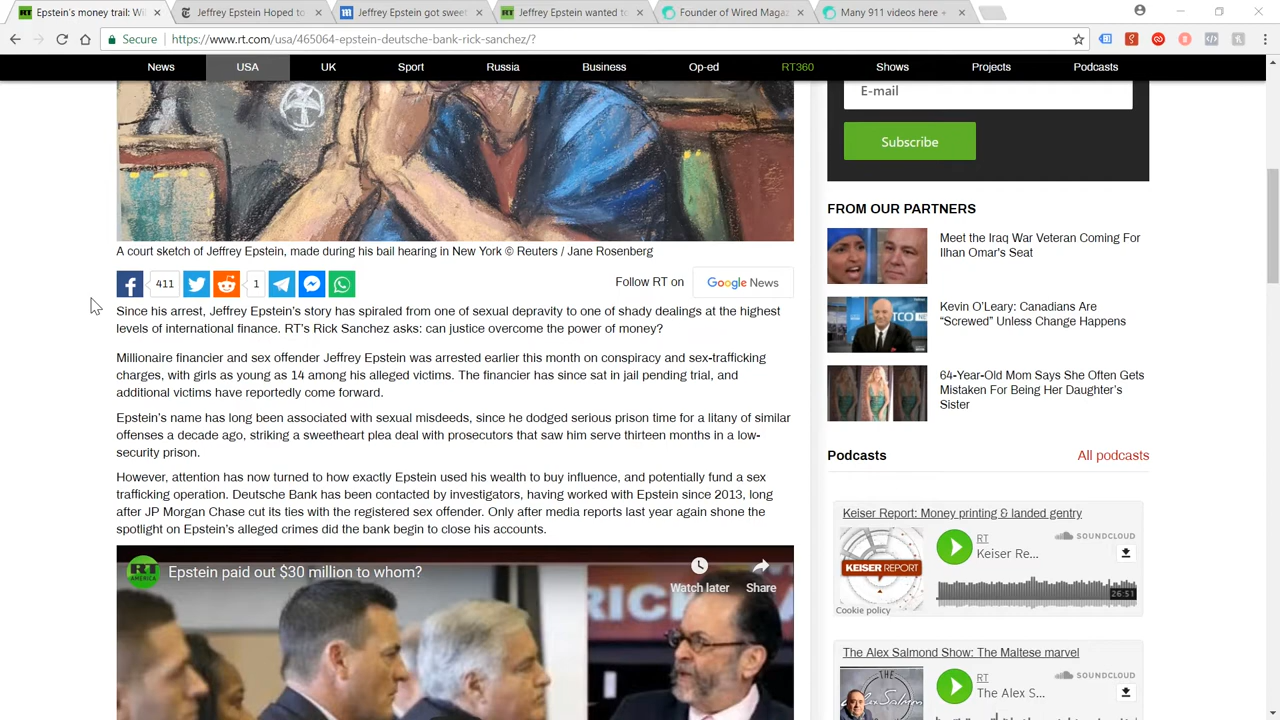 Epstein's money trail: Wi
Jeffrey Epstein Hoped to
Jeffrey Epstein got sweet
Jeffrey Epstein wanted to
Founder of Wired Magaz
Many 911 videos here +
Secure
https://www.rt.com/usa/465064-epstein-deutsche-bank-rick-sanchez/?
News
USA
UK
Sport
Russia
Business
Op-ed
RT360
Shows
Projects
Podcasts
A court sketch of Jeffrey Epstein, made during his bail hearing in New York © Reuters / Jane Rosenberg
411
1
Follow RT on
Google News
Since his arrest, Jeffrey Epstein's story has spiraled from one of sexual depravity to one of shady dealings at the highest
levels of international finance. RT's Rick Sanchez asks: can justice overcome the power of money?
Millionaire financier and sex offender Jeffrey Epstein was arrested earlier this month on conspiracy and sex-trafficking
charges, with girls as young as 14 among his alleged victims. The financier has since sat in jail pending trial, and
additional victims have reportedly come forward.
Epstein's name has long been associated with sexual misdeeds, since he dodged serious prison time for a litany of similar
offenses a decade ago, striking a sweetheart plea deal with prosecutors that saw him serve thirteen months in a low-
security prison.
However, attention has now turned to how exactly Epstein used his wealth to buy influence, and potentially fund a sex
trafficking operation. Deutsche Bank has been contacted by investigators, having worked with Epstein since 2013, long
after JP Morgan Chase cut its ties with the registered sex offender. Only after media reports last year again shone the
spotlight on Epstein's alleged crimes did the bank begin to close his accounts.
RT
AMERICA
Epstein paid out $30 million to whom?
Watch later
Share
E-mail
Subscribe
FROM OUR PARTNERS
Meet the Iraq War Veteran Coming For
Ilhan Omar's Seat
Kevin O'Leary: Canadians Are
“Screwed” Unless Change Happens
64-Year-Old Mom Says She Often Gets
Mistaken For Being Her Daughter's
Sister
Podcasts
All podcasts
Keiser Report: Money printing & landed gentry
RT
SOUNDCLOUD
Keiser Re...
KEISER
REPORT
26:51
Cookie policy
The Alex Salmond Show: The Maltese marvel
RT
SOUNDCLOUD
The Alex S...
THE